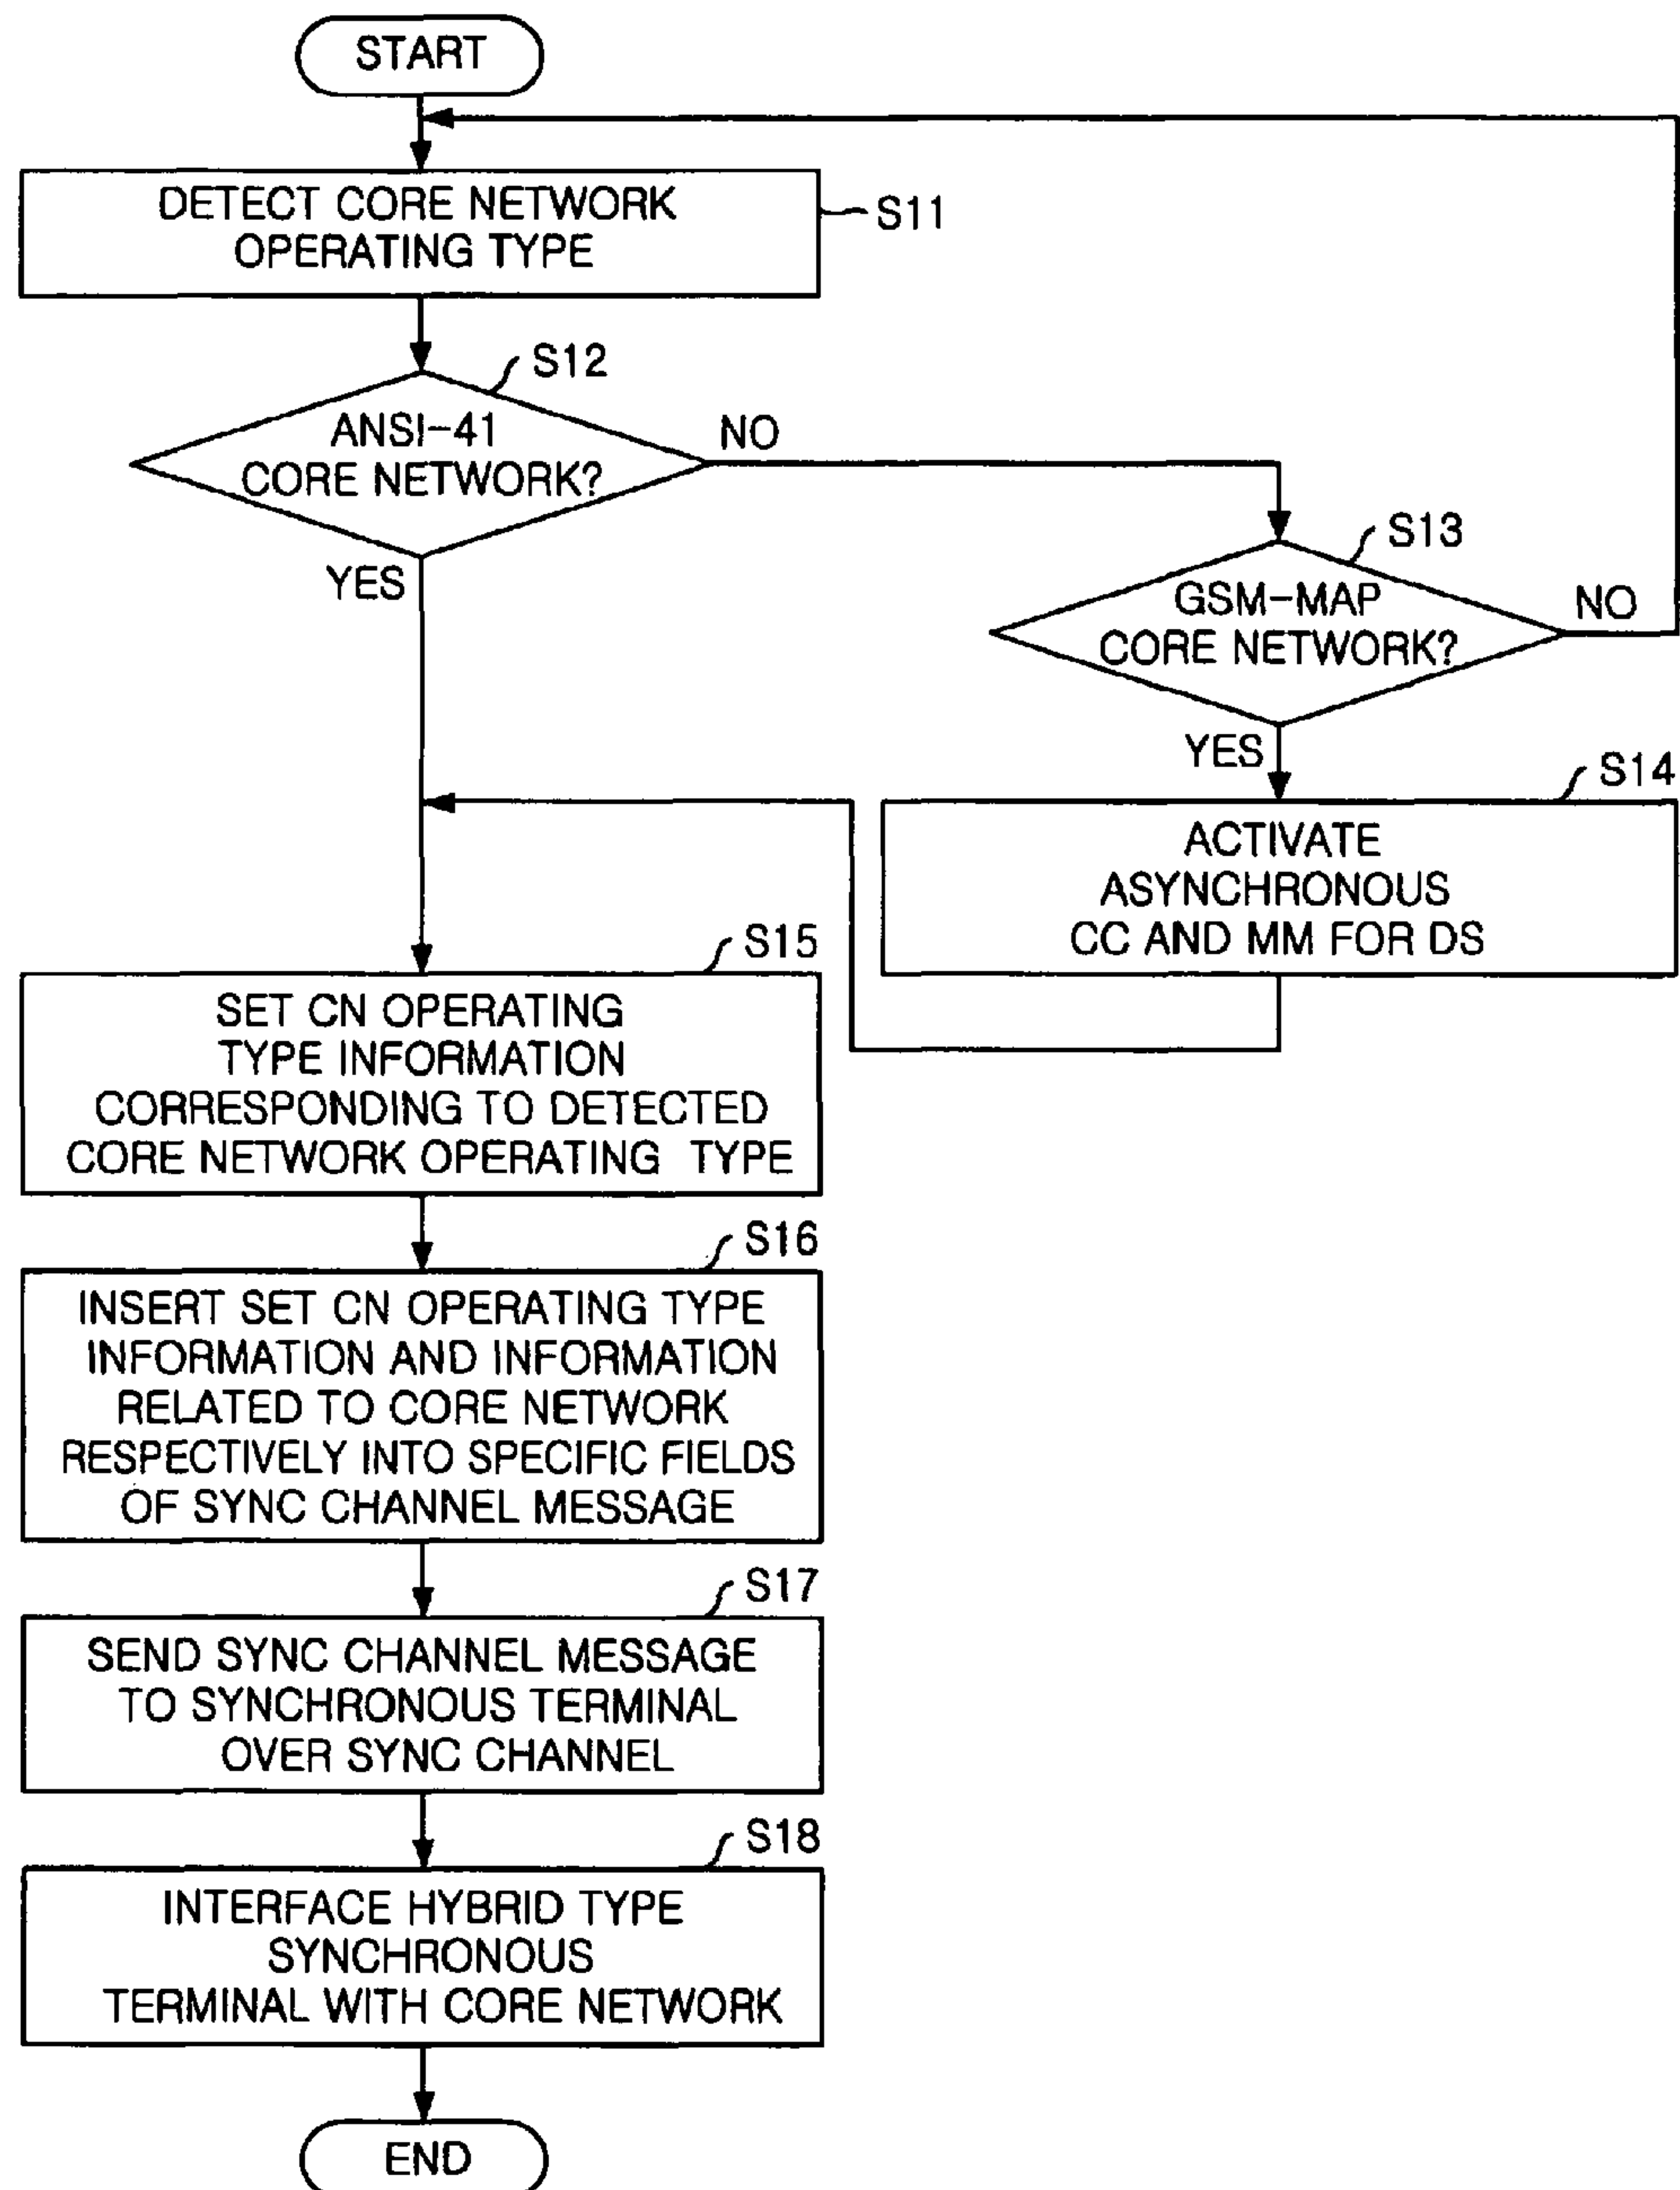 START
DETECT CORE NETWORK
OPERATING TYPE
S11
S12
ANSI-41
CORE NETWORK?
NO
YES
S13
GSM-MAP
CORE NETWORK?
NO
YES
S14
ACTIVATE
ASYNCHRONOUS
CC AND MM FOR DS
S15
SET CN OPERATING
TYPE INFORMATION
CORRESPONDING TO DETECTED
CORE NETWORK OPERATING TYPE
S16
INSERT SET CN OPERATING TYPE
INFORMATION AND INFORMATION
RELATED TO CORE NETWORK
RESPECTIVELY INTO SPECIFIC FIELDS
OF SYNC CHANNEL MESSAGE
S17
SEND SYNC CHANNEL MESSAGE
TO SYNCHRONOUS TERMINAL
OVER SYNC CHANNEL
S18
INTERFACE HYBRID TYPE
SYNCHRONOUS
TERMINAL WITH CORE NETWORK
END